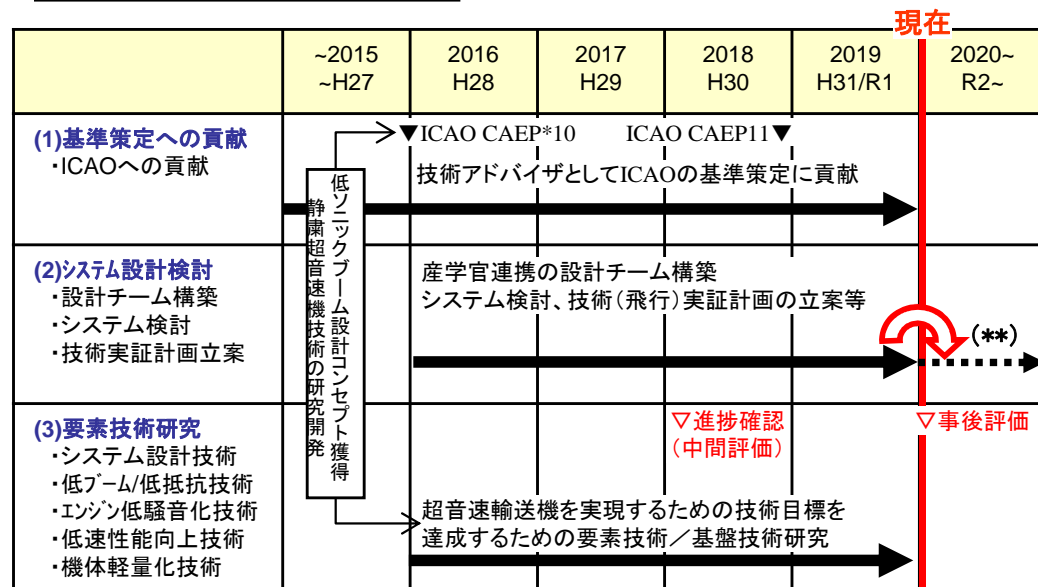 現在
~2015
~H27
2016
H28
2017
H29
2018
H30
2019
H31/R1
2020~
R2~
(1)基準策定への貢献
・ICAOへの貢献
▼ICAO CAEP*10
ICAO CAEP11▼
技術アドバイザとしてICAOの基準策定に貢献
静粛超音速機技術の研究開発
低ソニックブーム設計コンセプト獲得
(2)ｼｽﾃﾑ設計検討
・設計チーム構築
・システム検討
・技術実証計画立案
産学官連携の設計チーム構築
システム検討、技術(飛行)実証計画の立案等
(**)
(3)要素技術研究
・システム設計技術
・低ﾌﾞｰﾑ/低抵抗技術
・ｴﾝｼﾞﾝ低騒音化技術
・低速性能向上技術
・機体軽量化技術
▽進捗確認
(中間評価)
▽事後評価
超音速輸送機を実現するための技術目標を
達成するための要素技術／基盤技術研究